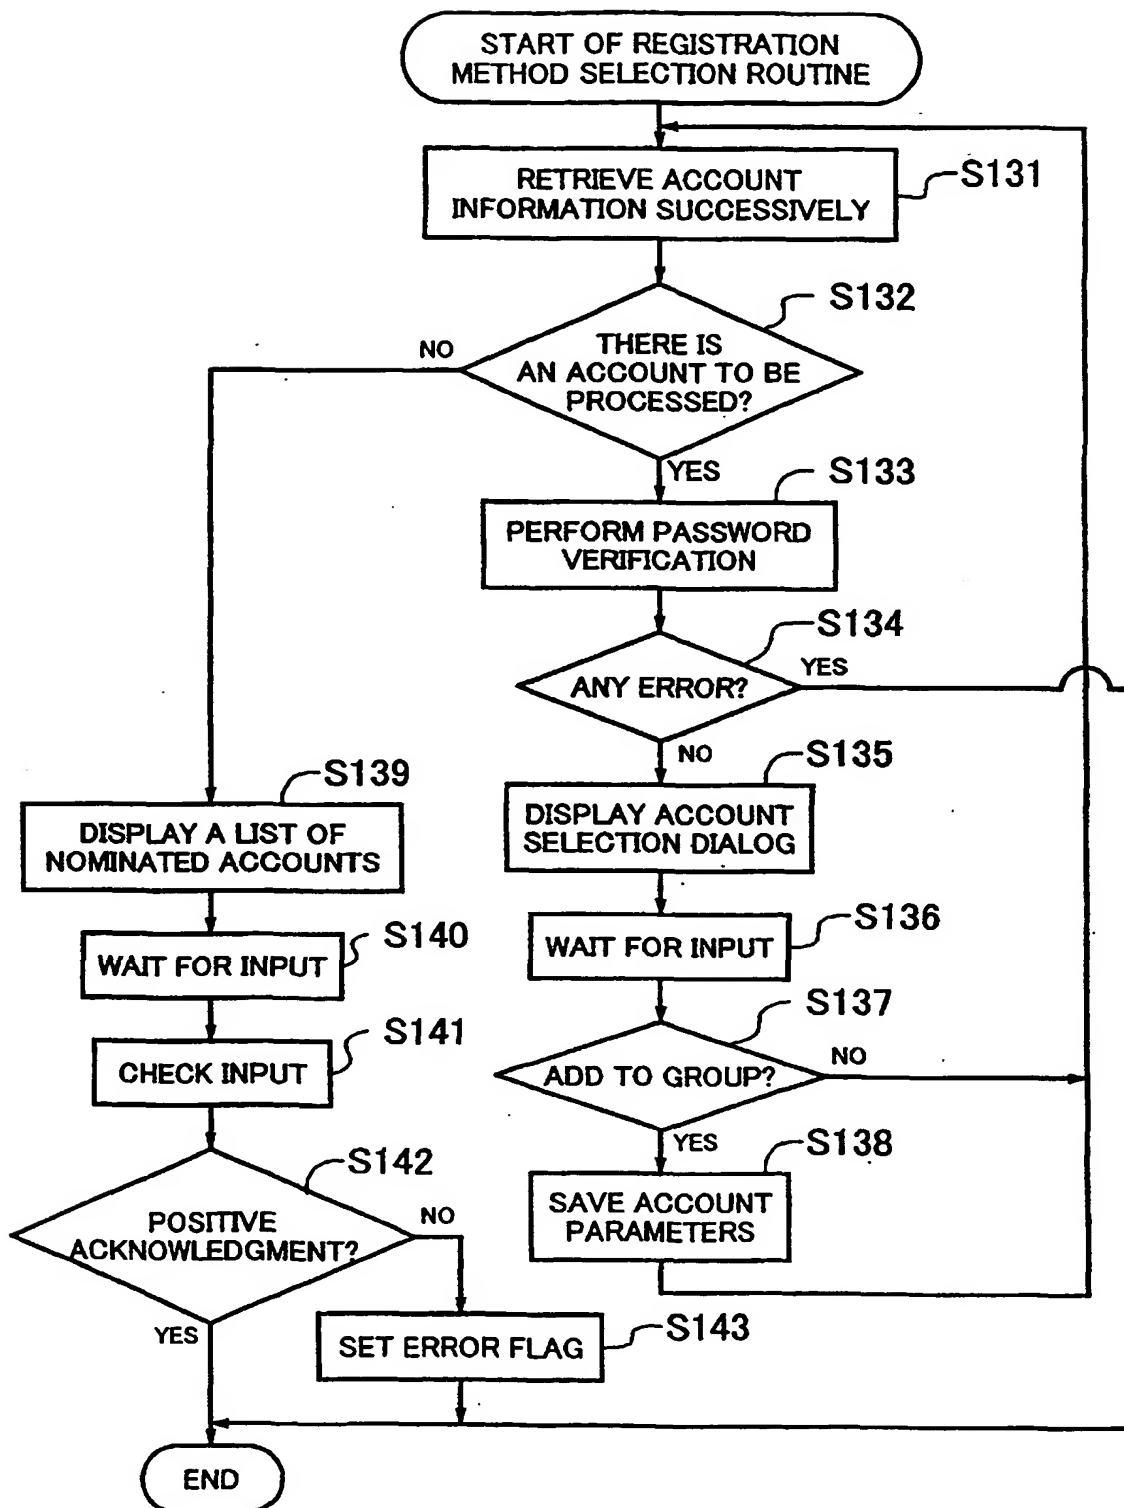 START OF REGISTRATION
METHOD SELECTION ROUTINE
RETRIEVE ACCOUNT
INFORMATION SUCCESSIVELY
S131
S132
THERE IS
AN ACCOUNT TO BE
PROCESSED?
NO
YES
S133
PERFORM PASSWORD
VERIFICATION
S134
ANY ERROR?
YES
NO
S135
DISPLAY ACCOUNT
SELECTION DIALOG
S139
DISPLAY A LIST OF
NOMINATED ACCOUNTS
S136
WAIT FOR INPUT
S140
WAIT FOR INPUT
S137
ADD TO GROUP?
NO
YES
S141
CHECK INPUT
S138
SAVE ACCOUNT
PARAMETERS
S142
POSITIVE
ACKNOWLEDGMENT?
NO
YES
S143
SET ERROR FLAG
END